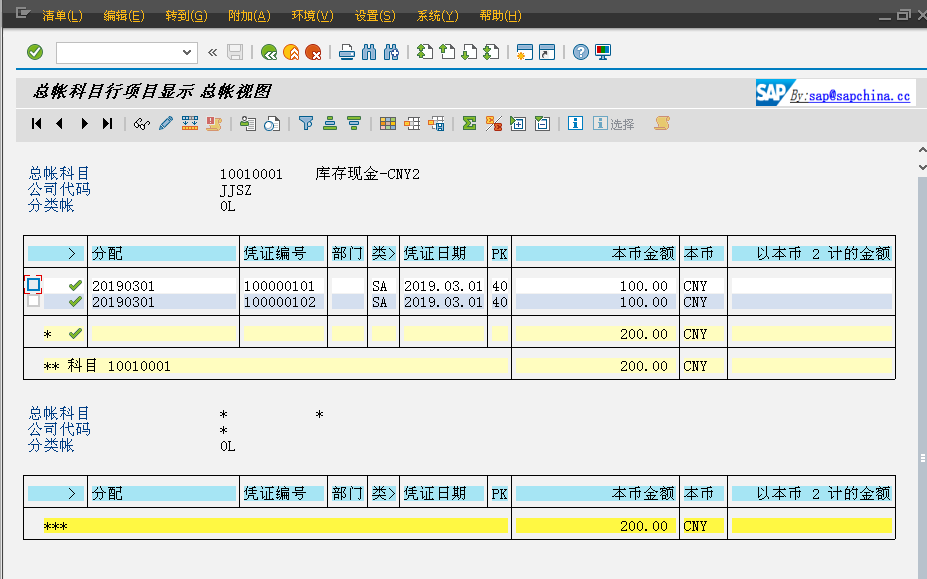 清单(L) 编辑(E) 转到(G) 附加(A) 环境(V) 设置(S) 系统(Y) 帮助(H)
总帐科目行项目显示 总帐视图
SAP By:sap@sapchina.cc
选择
总帐科目 10010001 库存现金-CNY2
公司代码 JJSZ
分类帐 0L
> 分配 凭证编号 部门 类> 凭证日期 PK 本币金额 本币 以本币 2 计的金额
20190301 100000101 SA 2019.03.01 40 100.00 CNY
20190301 100000102 SA 2019.03.01 40 100.00 CNY
* 200.00 CNY
** 科目 10010001 200.00 CNY
总帐科目 * *
公司代码 *
分类帐 0L
> 分配 凭证编号 部门 类> 凭证日期 PK 本币金额 本币 以本币 2 计的金额
*** 200.00 CNY